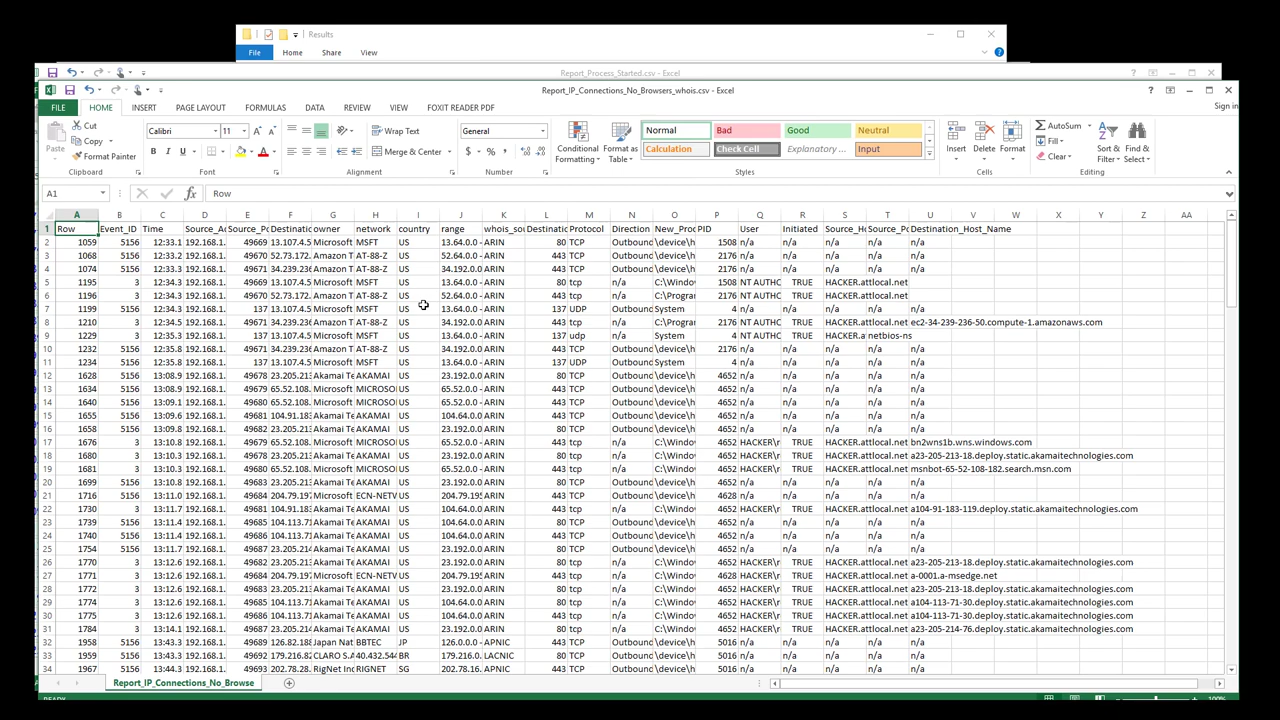 Results
File Home Share View
Report_Process_Started.csv - Excel
Report_IP_Connections_No_Browsers_whois.csv - Excel
Sign in
FILE HOME INSERT PAGE LAYOUT FORMULAS DATA REVIEW VIEW FOXIT READER PDF
Cut
Copy
Format Painter
Paste
Calibri 11
Wrap Text
Merge & Center
General
Conditional Formatting
Format as Table
Normal Bad Good Neutral
Calculation Check Cell Explanatory ... Input
Insert Delete Format
AutoSum
Fill
Clear
Sort & Filter
Find & Select
Clipboard Font Alignment Number Styles Cells Editing
A1 Row
A B C D E F G H I J K L M N O P Q R S T U V W X Y Z AA
1 Row Event_ID Time Source_Ac Source_Po Destinatio owner network country range whois_sou Destinatio Protocol Direction New_Proc PID User Initiated Source_Ho Source_Po Destination_Host_Name
2 1059 5156 12:33.1 192.168.1. 49669 13.107.4.5 Microsoft MSFT US 13.64.0.0 - ARIN 80 TCP Outbound \device\h 1508 n/a n/a n/a n/a n/a
3 1068 5156 12:33.2 192.168.1. 49670 52.73.172. Amazon T AT-88-Z US 52.64.0.0 - ARIN 443 TCP Outbound \device\h 2176 n/a n/a n/a n/a n/a
4 1074 5156 12:33.3 192.168.1. 49671 34.239.236 Amazon T AT-88-Z US 34.192.0.0 ARIN 443 TCP Outbound \device\h 2176 n/a n/a n/a n/a n/a
5 1195 3 12:34.3 192.168.1. 49669 13.107.4.5 Microsoft MSFT US 13.64.0.0 - ARIN 80 tcp n/a C:\Window 1508 NT AUTHC TRUE HACKER.attlocal.net
6 1196 3 12:34.3 192.168.1. 49670 52.73.172. Amazon T AT-88-Z US 52.64.0.0 - ARIN 443 tcp n/a C:\Program 2176 NT AUTHC TRUE HACKER.attlocal.net
7 1199 5156 12:34.3 192.168.1. 137 13.107.4.5 Microsoft MSFT US 13.64.0.0 - ARIN 137 UDP Outbound System 4 n/a n/a n/a n/a n/a
8 1210 3 12:34.5 192.168.1. 49671 34.239.236 Amazon T AT-88-Z US 34.192.0.0 ARIN 443 tcp n/a C:\Program 2176 NT AUTHC TRUE HACKER.attlocal.net ec2-34-239-236-50.compute-1.amazonaws.com
9 1229 3 12:35.3 192.168.1. 137 13.107.4.5 Microsoft MSFT US 13.64.0.0 - ARIN 137 udp n/a System 4 NT AUTHC TRUE HACKER.a netbios-ns
10 1232 5156 12:35.8 192.168.1. 49671 34.239.236 Amazon T AT-88-Z US 34.192.0.0 ARIN 443 TCP Outbound \device\h 2176 n/a n/a n/a n/a n/a
11 1234 5156 12:35.8 192.168.1. 137 13.107.4.5 Microsoft MSFT US 13.64.0.0 - ARIN 137 UDP Outbound System 4 n/a n/a n/a n/a n/a
12 1628 5156 13:08.9 192.168.1. 49678 23.205.213 Akamai Te AKAMAI US 23.192.0.0 ARIN 80 TCP Outbound \device\h 4652 n/a n/a n/a n/a n/a
13 1634 5156 13:08.9 192.168.1. 49679 65.52.108. Microsoft MICROSO US 65.52.0.0 - ARIN 443 TCP Outbound \device\h 4652 n/a n/a n/a n/a n/a
14 1640 5156 13:09.1 192.168.1. 49680 65.52.108. Microsoft MICROSO US 65.52.0.0 - ARIN 443 TCP Outbound \device\h 4652 n/a n/a n/a n/a n/a
15 1655 5156 13:09.6 192.168.1. 49681 104.91.183 Akamai Te AKAMAI US 104.64.0.0 ARIN 443 TCP Outbound \device\h 4652 n/a n/a n/a n/a n/a
16 1658 5156 13:09.8 192.168.1. 49682 23.205.213 Akamai Te AKAMAI US 23.192.0.0 ARIN 80 TCP Outbound \device\h 4652 n/a n/a n/a n/a n/a
17 1676 3 13:10.8 192.168.1. 49679 65.52.108. Microsoft MICROSO US 65.52.0.0 - ARIN 443 tcp n/a C:\Window 4652 HACKER\r TRUE HACKER.attlocal.net bn2wns1b.wns.windows.com
18 1680 3 13:10.3 192.168.1. 49678 23.205.213 Akamai Te AKAMAI US 23.192.0.0 ARIN 80 tcp n/a C:\Window 4652 HACKER\r TRUE HACKER.attlocal.net a23-205-213-18.deploy.static.akamaitechnologies.com
19 1681 3 13:10.3 192.168.1. 49680 65.52.108. Microsoft MICROSO US 65.52.0.0 - ARIN 443 tcp n/a C:\Window 4652 HACKER\r TRUE HACKER.attlocal.net msnbot-65-52-108-182.search.msn.com
20 1699 5156 13:10.8 192.168.1. 49683 23.205.213 Akamai Te AKAMAI US 23.192.0.0 ARIN 80 TCP Outbound \device\h 4652 n/a n/a n/a n/a n/a
21 1716 5156 13:11.0 192.168.1. 49684 204.79.197 Microsoft ECN-NETW US 204.79.195 ARIN 443 TCP Outbound \device\h 4628 n/a n/a n/a n/a n/a
22 1730 3 13:11.7 192.168.1. 49681 104.91.183 Akamai Te AKAMAI US 104.64.0.0 ARIN 443 tcp n/a C:\Window 4652 HACKER\r TRUE HACKER.attlocal.net a104-91-183-119.deploy.static.akamaitechnologies.com
23 1739 5156 13:11.4 192.168.1. 49685 104.113.71 Akamai Te AKAMAI US 104.64.0.0 ARIN 443 TCP Outbound \device\h 4652 n/a n/a n/a n/a n/a
24 1740 5156 13:11.4 192.168.1. 49686 104.113.71 Akamai Te AKAMAI US 104.64.0.0 ARIN 443 TCP Outbound \device\h 4652 n/a n/a n/a n/a n/a
25 1754 5156 13:11.7 192.168.1. 49687 23.205.214 Akamai Te AKAMAI US 23.192.0.0 ARIN 443 TCP Outbound \device\h 4652 n/a n/a n/a n/a n/a
26 1770 3 13:12.6 192.168.1. 49682 23.205.213 Akamai Te AKAMAI US 23.192.0.0 ARIN 80 tcp n/a C:\Window 4652 HACKER\r TRUE HACKER.attlocal.net a23-205-213-18.deploy.static.akamaitechnologies.com
27 1771 3 13:12.6 192.168.1. 49684 204.79.197 Microsoft ECN-NETW US 204.79.195 ARIN 443 tcp n/a C:\Window 4628 HACKER\r TRUE HACKER.attlocal.net a-0001.a-msedge.net
28 1772 3 13:12.6 192.168.1. 49683 23.205.213 Akamai Te AKAMAI US 23.192.0.0 ARIN 80 tcp n/a C:\Window 4652 HACKER\r TRUE HACKER.attlocal.net a23-205-213-18.deploy.static.akamaitechnologies.com
29 1774 3 13:12.6 192.168.1. 49685 104.113.71 Akamai Te AKAMAI US 104.64.0.0 ARIN 443 tcp n/a C:\Window 4652 HACKER\r TRUE HACKER.attlocal.net a104-113-71-30.deploy.static.akamaitechnologies.com
30 1775 3 13:12.6 192.168.1. 49686 104.113.71 Akamai Te AKAMAI US 104.64.0.0 ARIN 443 tcp n/a C:\Window 4652 HACKER\r TRUE HACKER.attlocal.net a104-113-71-30.deploy.static.akamaitechnologies.com
31 1784 3 13:14.1 192.168.1. 49687 23.205.214 Akamai Te AKAMAI US 23.192.0.0 ARIN 443 tcp n/a C:\Window 4652 HACKER\r TRUE HACKER.attlocal.net a23-205-214-76.deploy.static.akamaitechnologies.com
32 1958 5156 13:43.3 192.168.1. 49689 126.82.185 Japan Nat BBTEC JP 126.0.0.0 - APNIC 80 TCP Outbound \device\h 5016 n/a n/a n/a n/a n/a
33 1959 5156 13:43.3 192.168.1. 49692 179.216.62 CLARO S.A 40.432.544 BR 179.216.0. LACNIC 80 TCP Outbound \device\h 5016 n/a n/a n/a n/a n/a
34 1967 5156 13:44.3 192.168.1. 49693 202.78.28. RigNet Inc RIGNET SG 202.78.16. APNIC 443 TCP Outbound \device\h 5016 n/a n/a n/a n/a n/a
Report_IP_Connections_No_Browse
100%